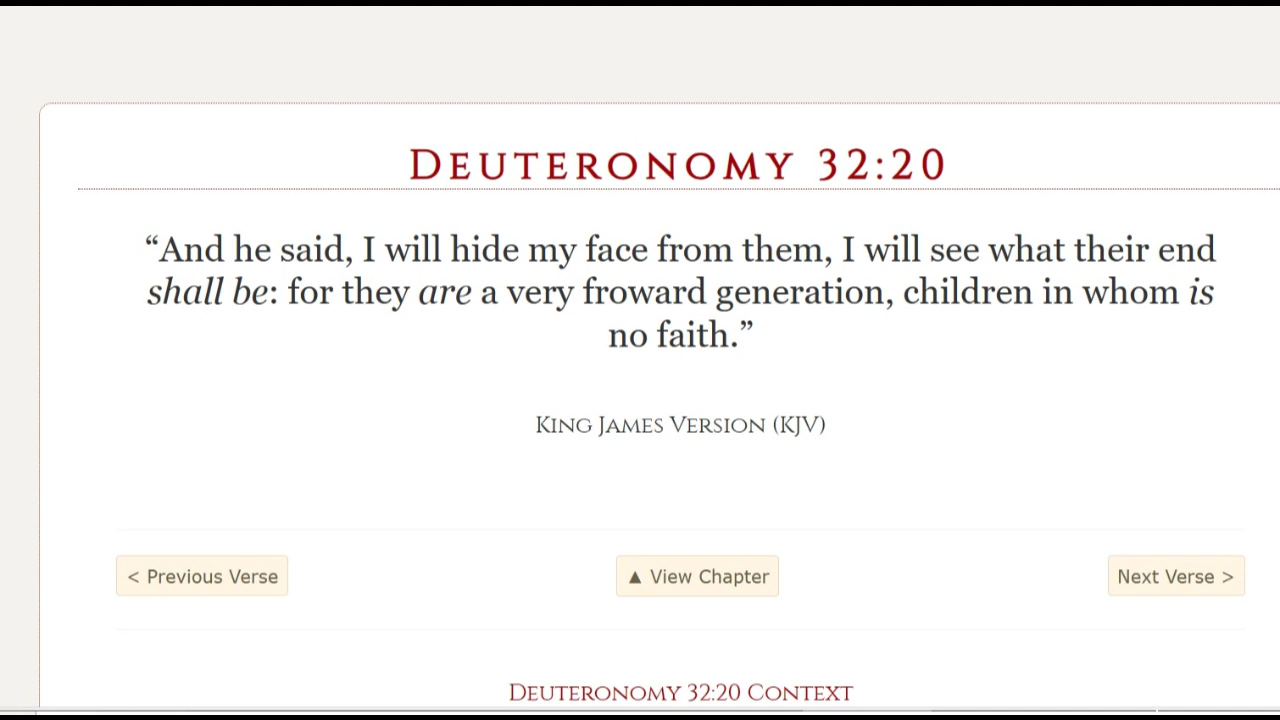 Deuteronomy 32:20
“And he said, I will hide my face from them, I will see what their end
shall be: for they are a very froward generation, children in whom is
no faith.”
King James Version (KJV)
< Previous Verse
▲ View Chapter
Next Verse >
Deuteronomy 32:20 Context